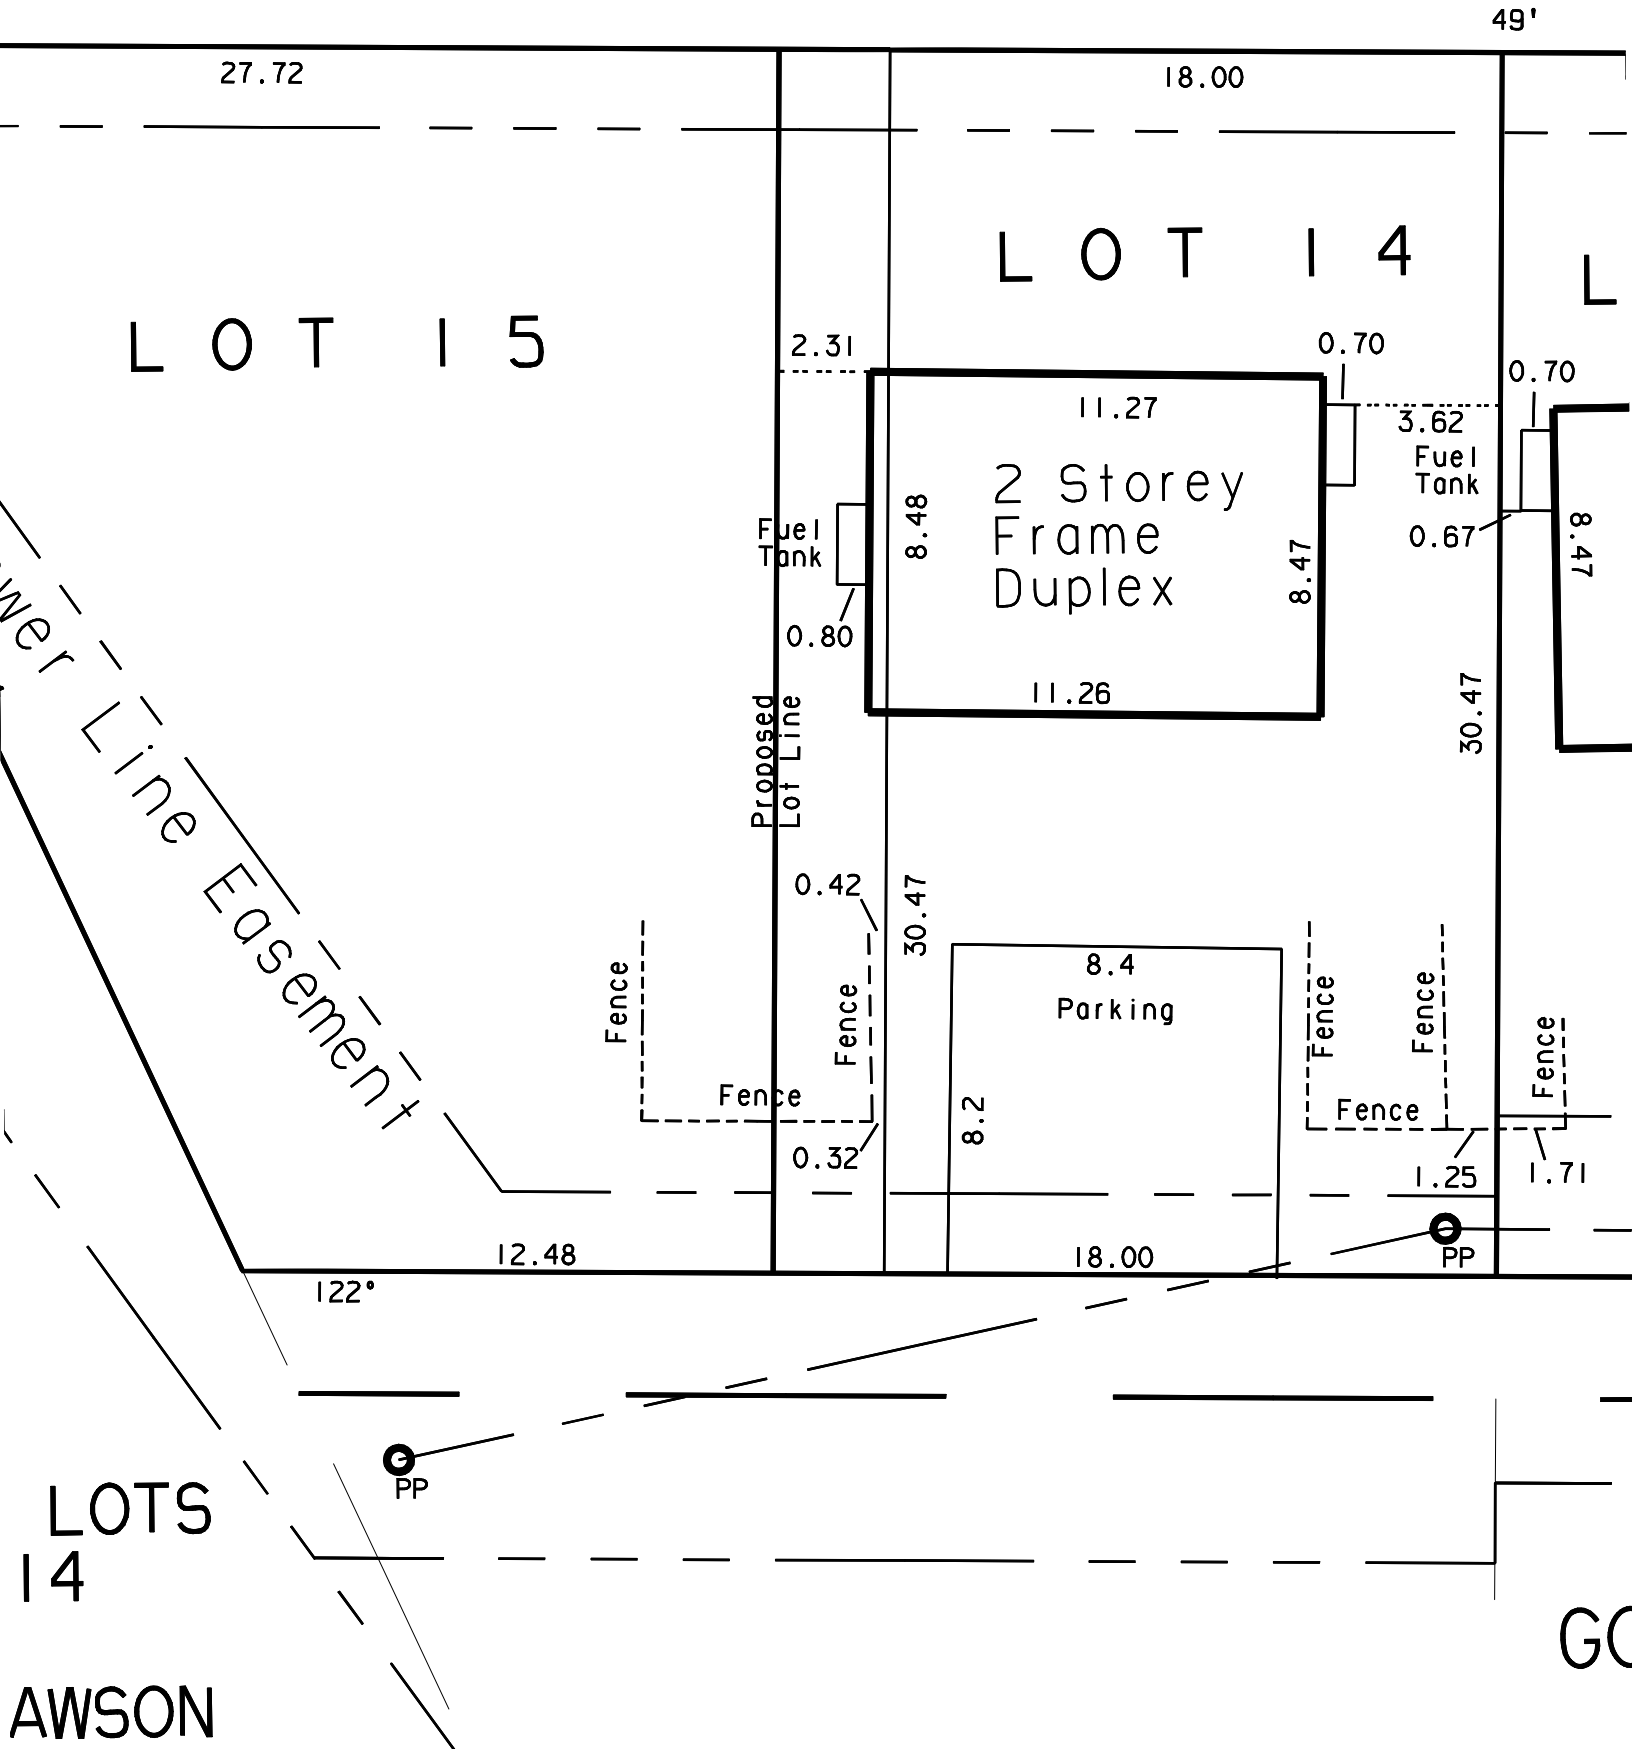 49'
27.72
18.00
LOT 14
L
LOT 15
2.31
0.70
0.70
11.27
3.62
Fuel
Tank
2 Storey
Frame
Duplex
8.48
Fuel
Tank
0.67
8.47
8.47
0.80
11.26
Proposed
Lot Line
30.47
wer Line Easement
0.42
30.47
8.4
Parking
Fence
Fence
Fence
Fence
Fence
Fence
Fence
8.2
0.32
1.25
1.71
12.48
18.00
PP
122°
PP
LOTS
14
GO
AWSON